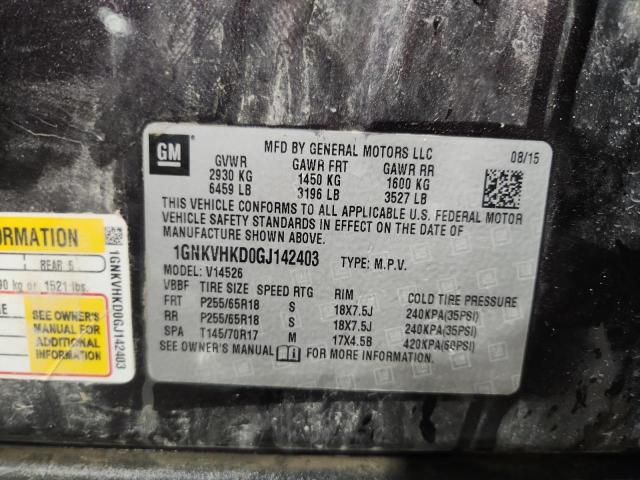 GM
MFD BY GENERAL MOTORS LLC
08/15
GVWR GAWR FRT GAWR RR
2930 KG 1450 KG 1600 KG
6459 LB 3196 LB 3527 LB
THIS VEHICLE CONFORMS TO ALL APPLICABLE U.S. FEDERAL MOTOR
VEHICLE SAFETY STANDARDS IN EFFECT ON THE DATE OF
MANUFACTURE SHOWN ABOVE.
1GNKVHKD0GJ142403 TYPE: M.P.V.
MODEL: V14526
VBBF TIRE SIZE SPEED RTG RIM COLD TIRE PRESSURE
FRT P255/65R18 S 18X7.5J 240KPA(35PSI)
RR P255/65R18 S 18X7.5J 240KPA(35PSI)
SPA T145/70R17 M 17X4.5B 420KPA(60PSI)
SEE OWNER'S MANUAL FOR MORE INFORMATION.
ORMATION
REAR 5
90 kg or 1521 lbs.
SEE OWNER'S
MANUAL FOR
ADDITIONAL
INFORMATION
1GNKVHKD0GJ142403